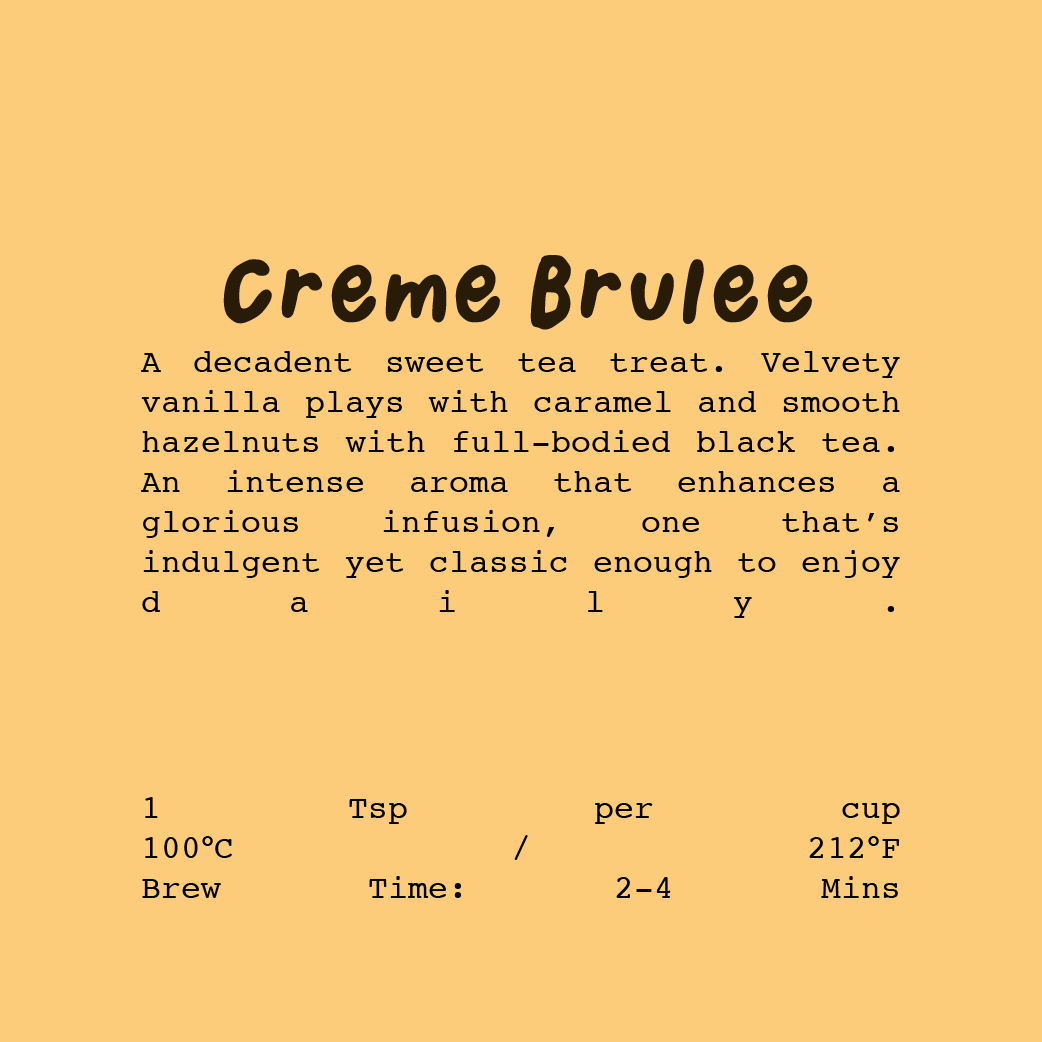 Creme Brulee
A decadent sweet tea treat. Velvety
vanilla plays with caramel and smooth
hazelnuts with full-bodied black tea.
An intense aroma that enhances a
glorious infusion, one that’s
indulgent yet classic enough to enjoy
daily.
1 Tsp per cup
100°C / 212°F
Brew Time: 2-4 Mins